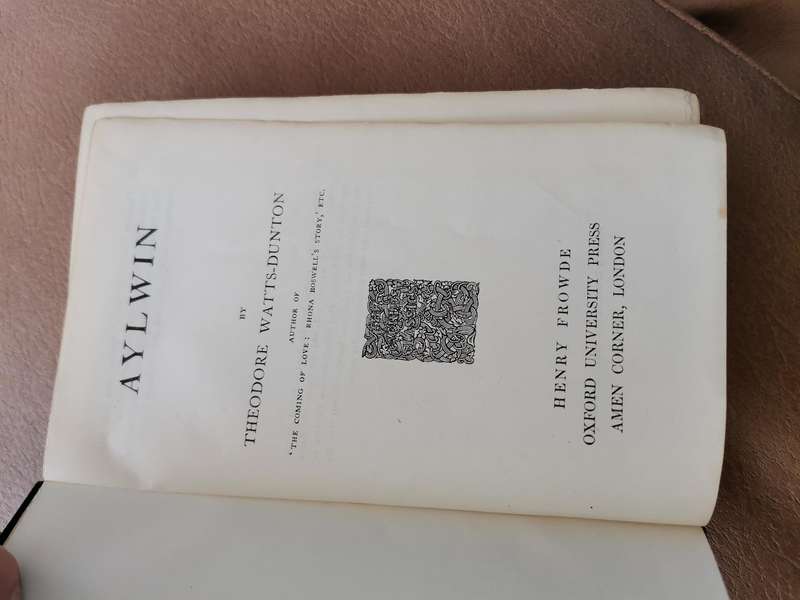 AYLWIN
BY
THEODORE WATTS-DUNTON
AUTHOR OF
'THE COMING OF LOVE: RHONA BOSWELL'S STORY,' ETC.
HENRY FROWDE
OXFORD UNIVERSITY PRESS
AMEN CORNER, LONDON